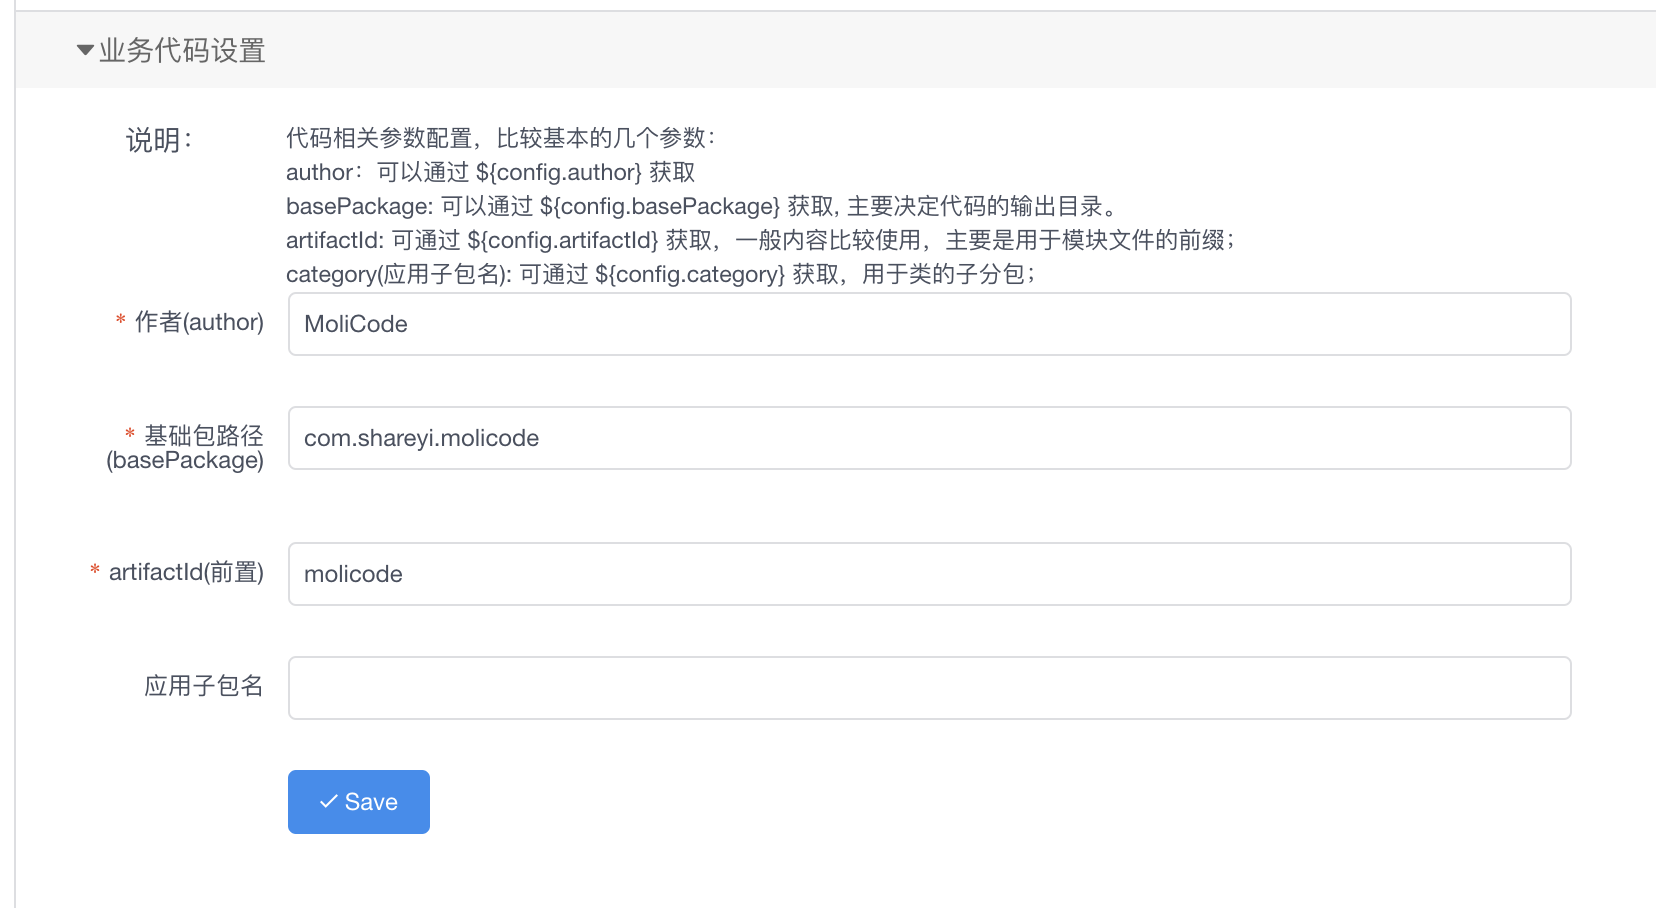 业务代码设置
说明：
代码相关参数配置，比较基本的几个参数：
author：可以通过 ${config.author} 获取
basePackage: 可以通过 ${config.basePackage} 获取, 主要决定代码的输出目录。
artifactId: 可通过 ${config.artifactId} 获取，一般内容比较使用，主要是用于模块文件的前缀；
category(应用子包名): 可通过 ${config.category} 获取，用于类的子分包；
* 作者(author)
MoliCode
* 基础包路径
(basePackage)
com.shareyi.molicode
* artifactId(前置)
molicode
应用子包名
Save